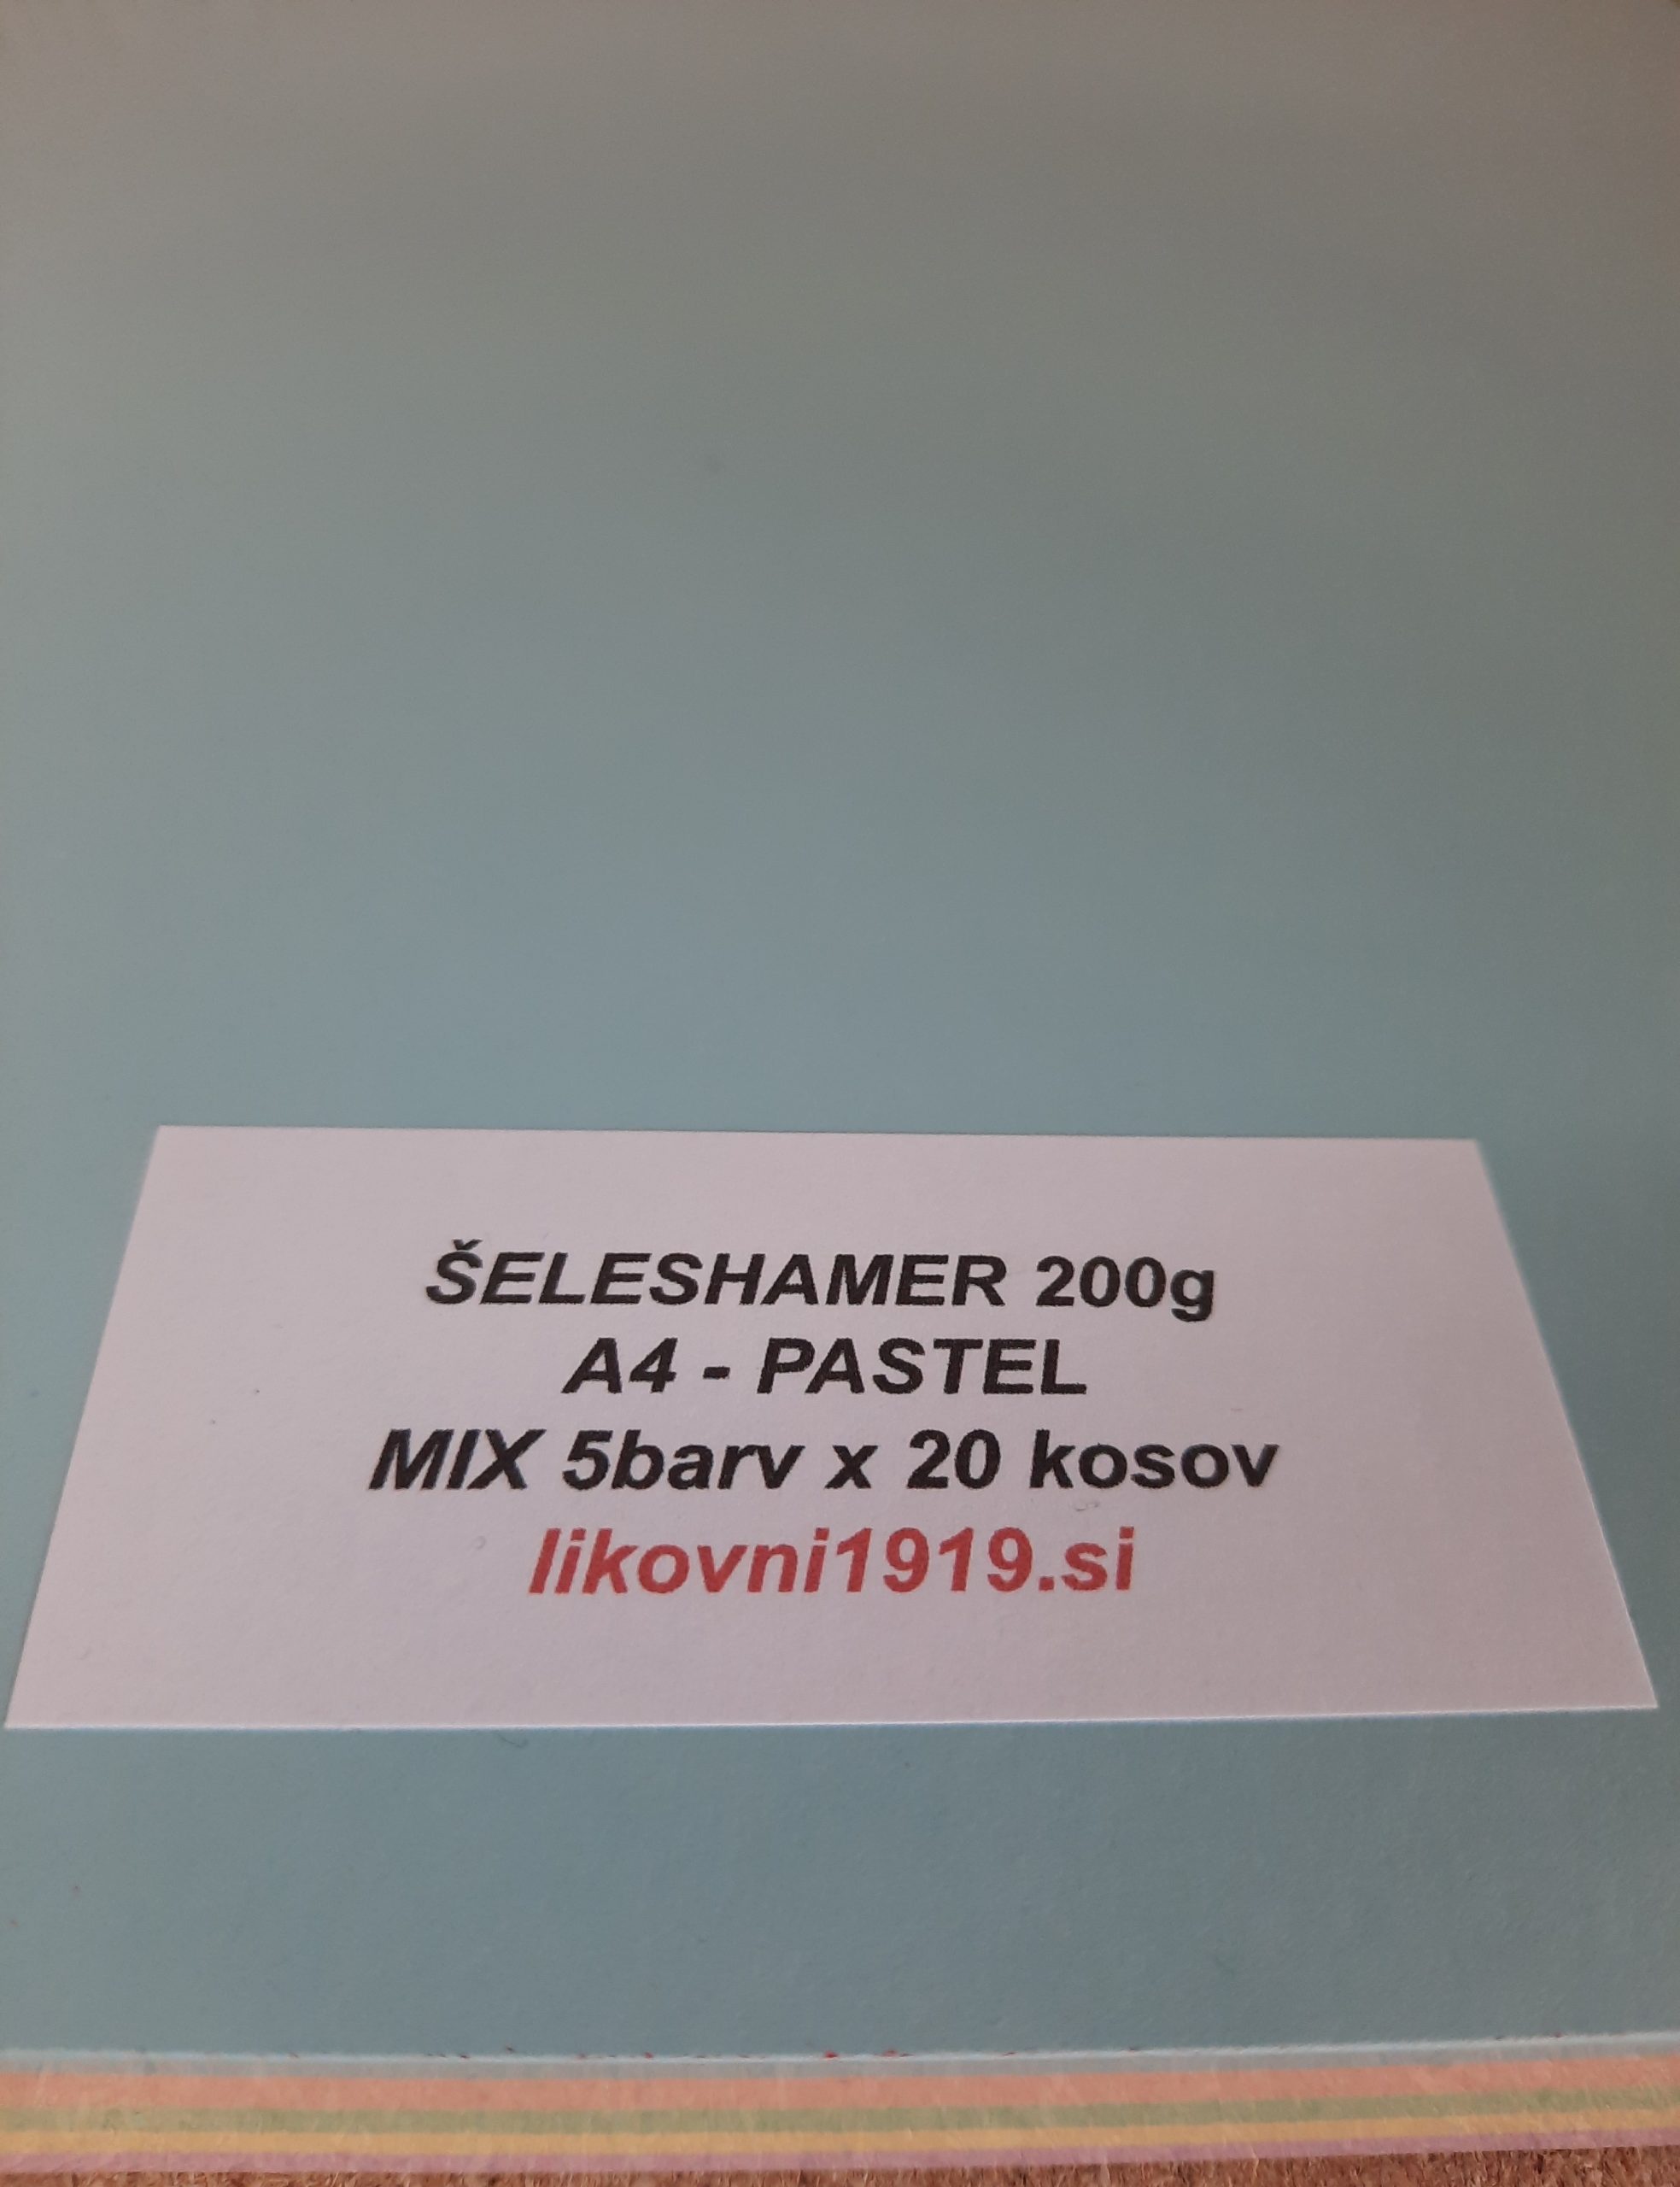 ŠELESHAMER 200g
A4 - PASTEL
MIX 5barv x 20 kosov
likovni1919.si